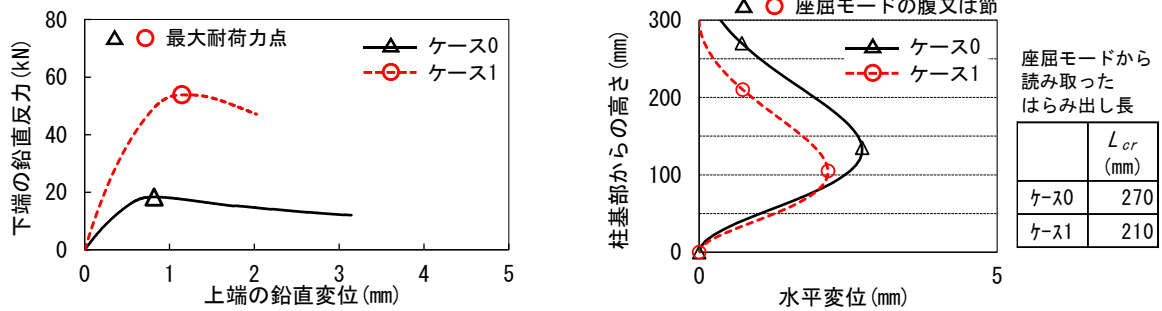 △ ○ 最大耐荷力点
ケース0
ケース1
下端の鉛直反力(kN)
80
60
40
20
0
0 1 2 3 4 5
上端の鉛直変位(mm)
△ ○ 座屈モードの腹又は節
ケース0
ケース1
柱基部からの高さ(mm)
300
200
100
0
0 5
水平変位(mm)
座屈モードから
読み取った
はらみ出し長
Lcr
(mm)
ケース0 270
ケース1 210